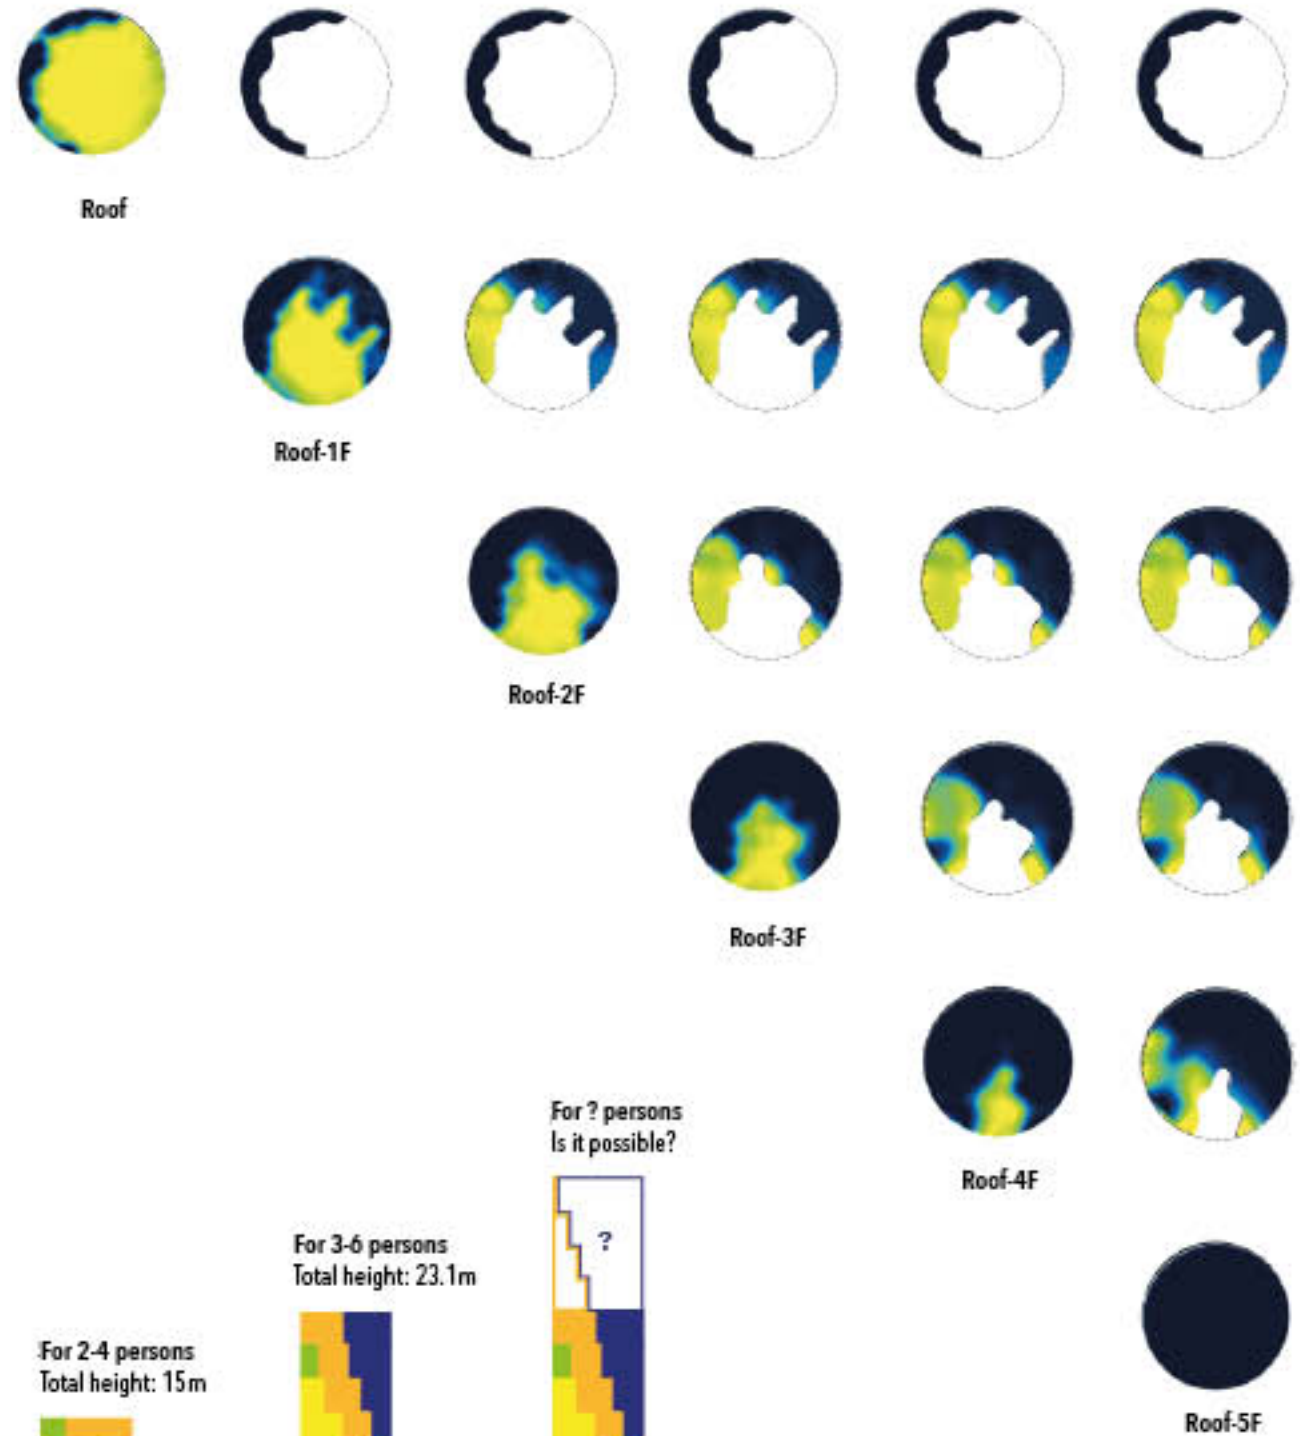 Roof
Roof-1F
Roof-2F
Roof-3F
Roof-4F
Roof-5F
For ? persons
Is it possible?
?
For 3-6 persons
Total height: 23.1m
For 2-4 persons
Total height: 15m